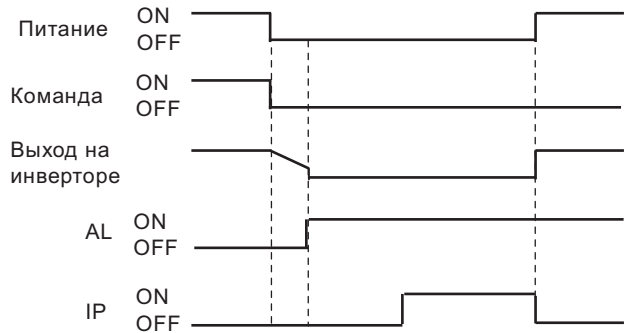 Питание ON
OFF
Команда ON
OFF
Выход на
инверторе
AL ON
OFF
IP ON
OFF